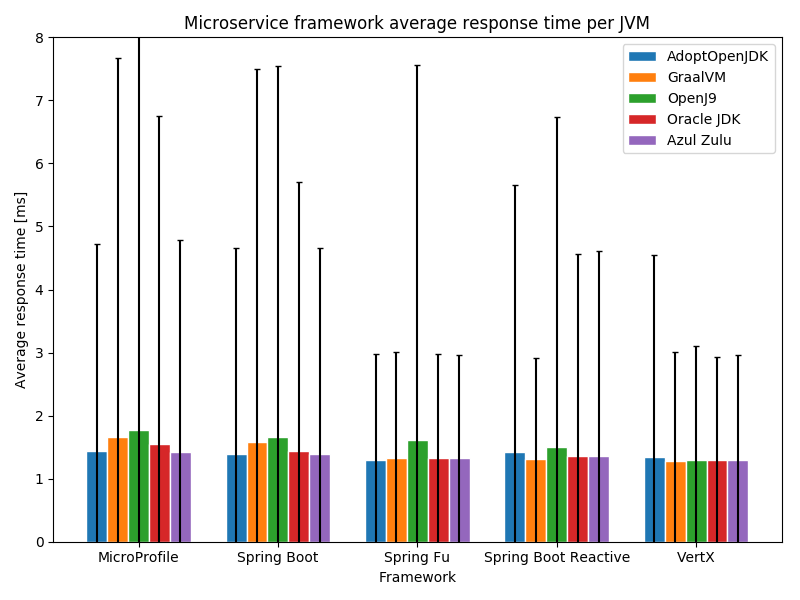 Microservice framework average response time per JVM
AdoptOpenJDK
GraalVM
OpenJ9
Oracle JDK
Azul Zulu
Average response time [ms]
8
7
6
5
4
3
2
1
0
MicroProfile
Spring Boot
Spring Fu
Spring Boot Reactive
VertX
Framework